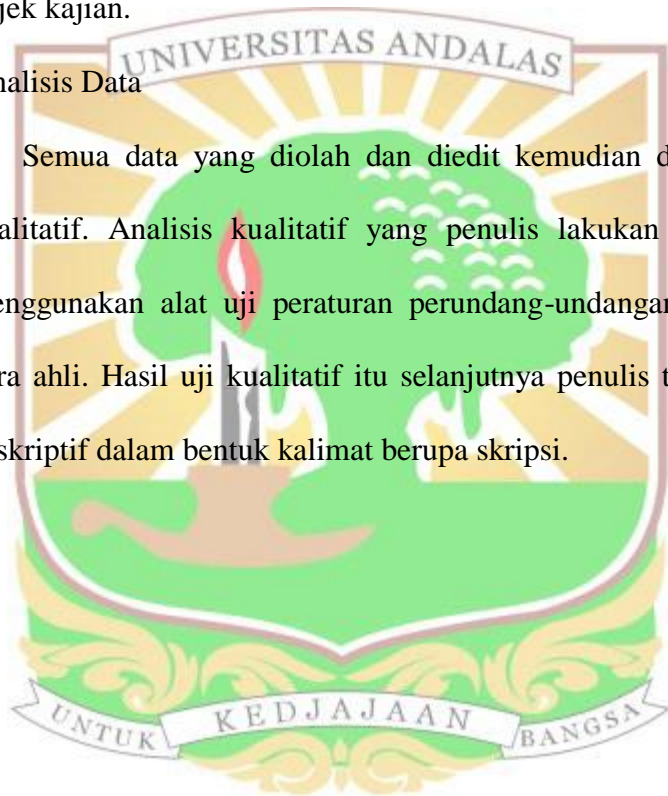 jek kajian.
UNIVERSITAS ANDALAS
nalisis Data
Semua data yang diolah dan diedit kemudian d
alitatif. Analisis kualitatif yang penulis lakukan
enggunakan alat uji peraturan perundang-undangan
ra ahli. Hasil uji kualitatif itu selanjutnya penulis t
skriptif dalam bentuk kalimat berupa skripsi.
UNTUK KEDJAJAAN BANGSA